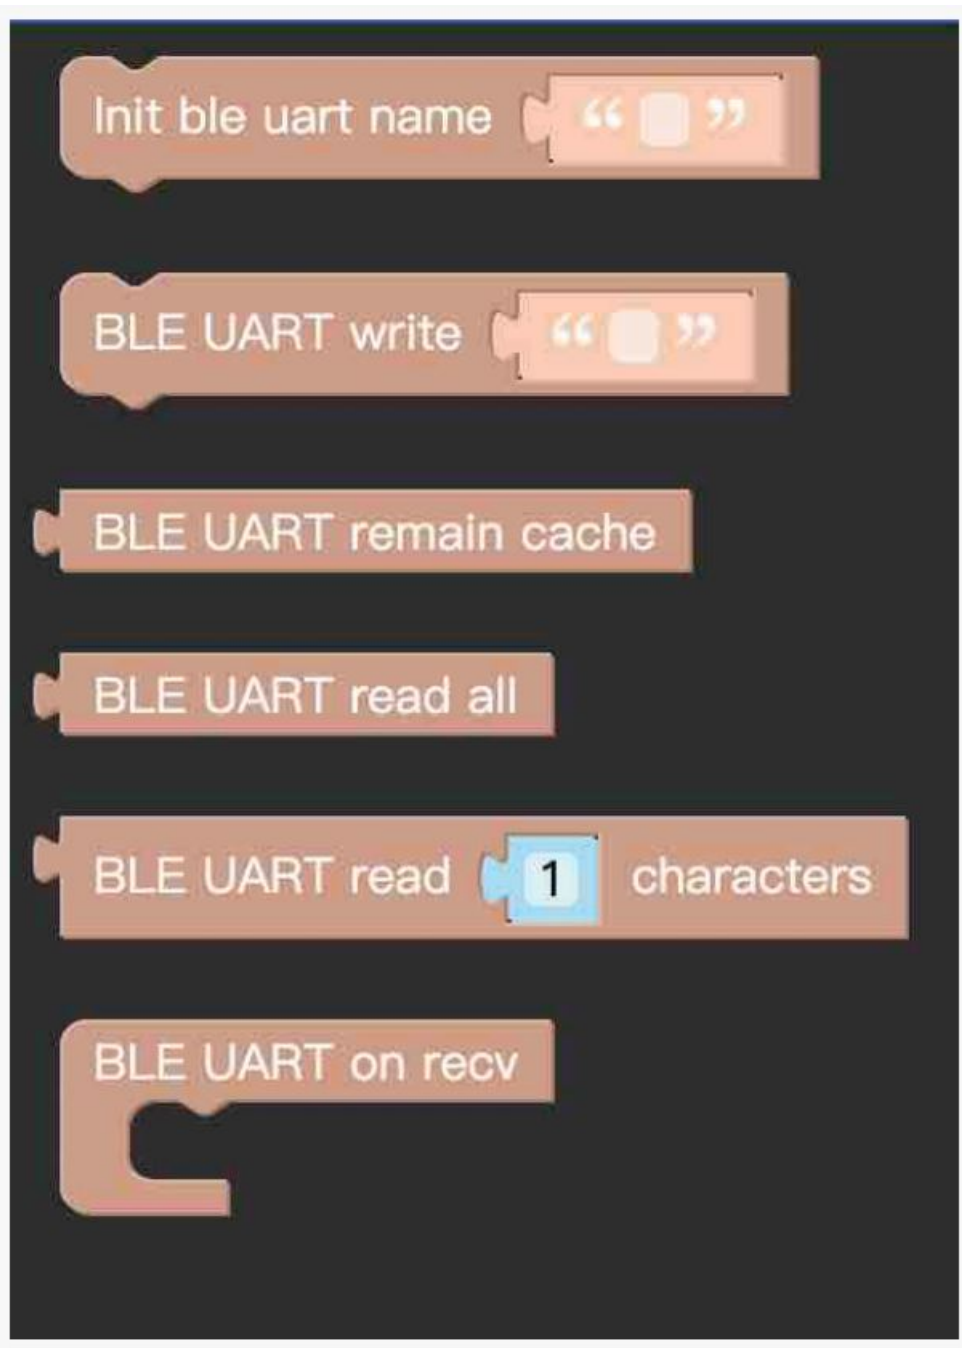 Init ble uart name “ ”
BLE UART write “ ”
BLE UART remain cache
BLE UART read all
BLE UART read 1 characters
BLE UART on recv